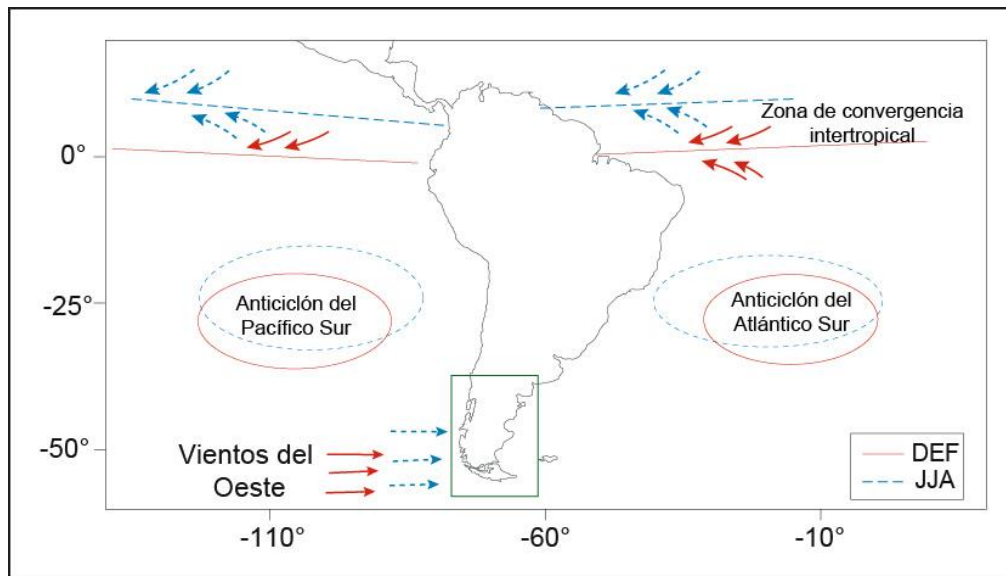 Zona de convergencia
intertropical
0°
Anticiclón del
Pacífico Sur
Anticiclón del
Atlántico Sur
-25°
-50°
Vientos del
Oeste
DEF
JJA
-110°
-60°
-10°